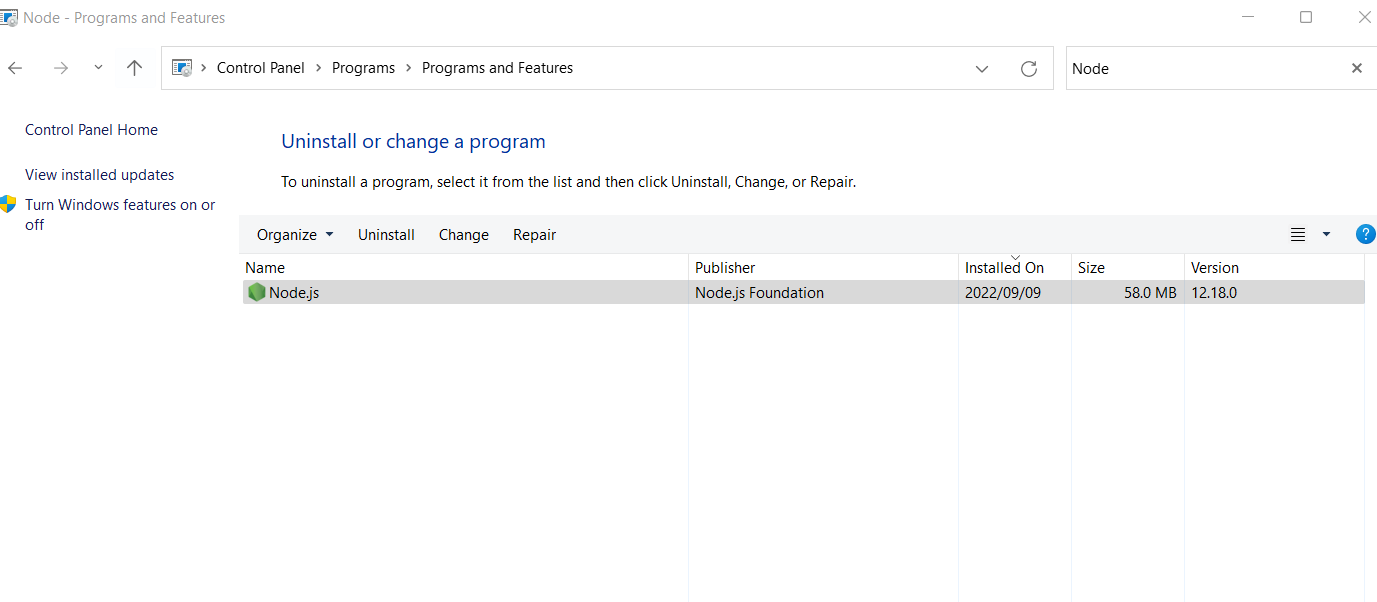 Node - Programs and Features
Control Panel > Programs > Programs and Features
Node
Control Panel Home
View installed updates
Turn Windows features on or
off
Uninstall or change a program
To uninstall a program, select it from the list and then click Uninstall, Change, or Repair.
Organize Uninstall Change Repair ?
Name Publisher Installed On Size Version
Node.js Node.js Foundation 2022/09/09 58.0 MB 12.18.0